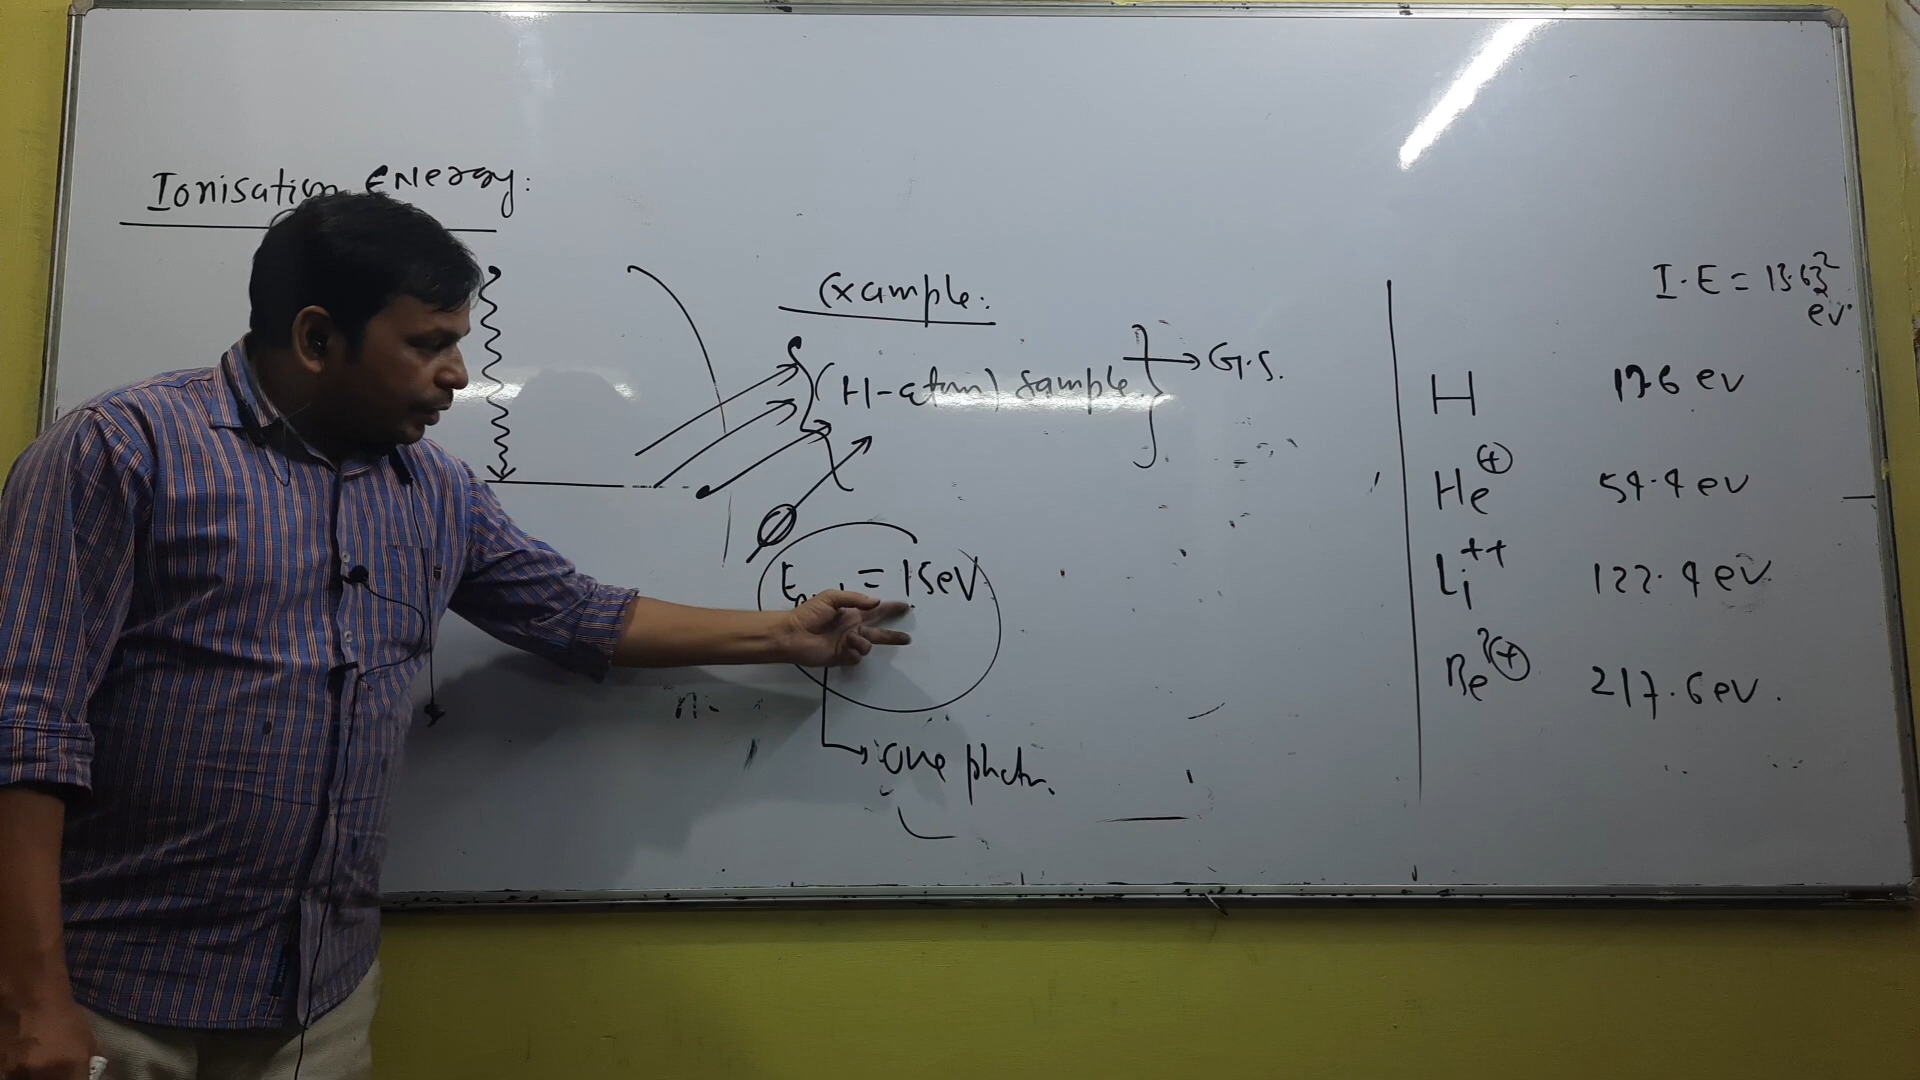 Ionisation Energy:
Example:
(H-atom) sample. → G.S.
= 15eV
→ one photon.
I.E = 13.6z²
ev.
H 13.6 ev
He⊕ 54.4 ev
Li++ 122.4 ev
Be3⊕ 217.6 ev.